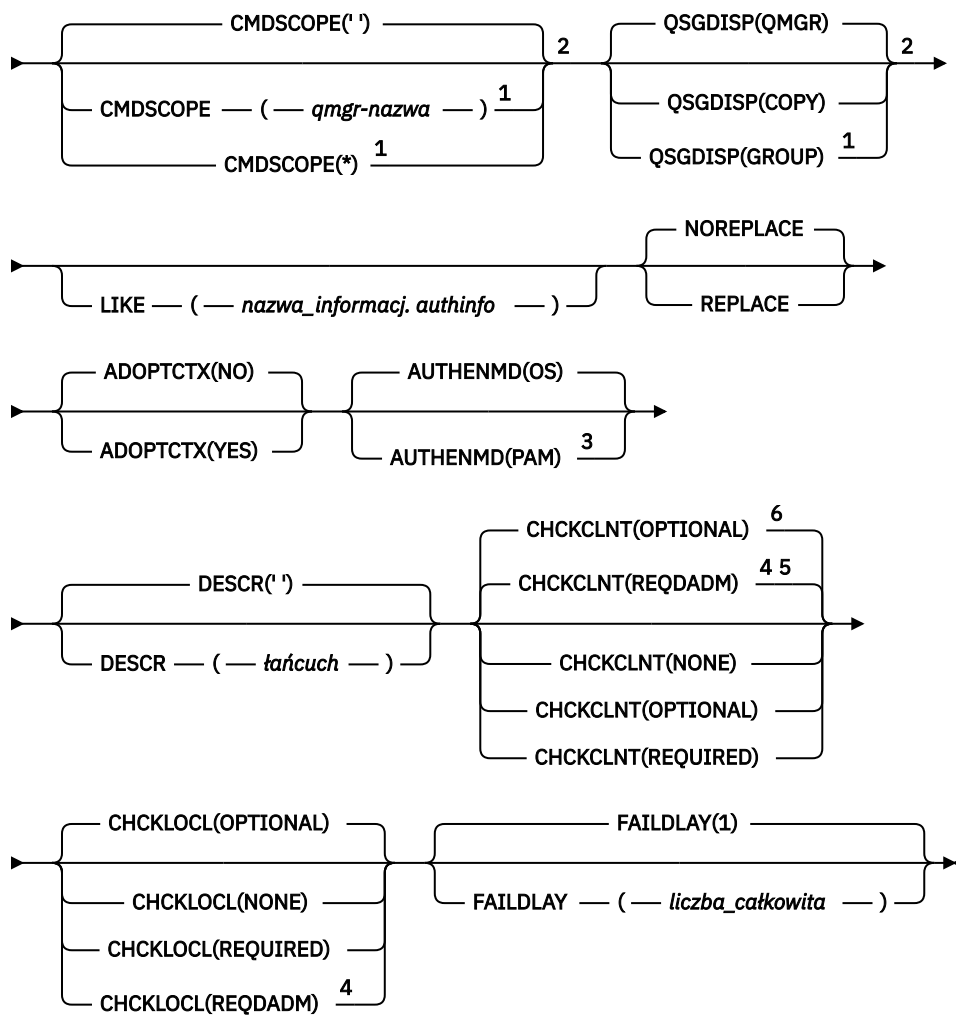 CMDSCOPE(' ') 2 QSGDISP(QMGR) 2
CMDSCOPE ( qmgr-nazwa ) 1 QSGDISP(COPY)
CMDSCOPE(*) 1 QSGDISP(GROUP) 1
NOREPLACE
LIKE ( nazwa_informacj. authinfo ) REPLACE
ADOPTCTX(NO) AUTHENMD(OS)
ADOPTCTX(YES) AUTHENMD(PAM) 3
CHCKCLNT(OPTIONAL) 6
DESCR(' ') CHCKCLNT(REQDADM) 4 5
DESCR ( łańcuch ) CHCKCLNT(NONE)
CHCKCLNT(OPTIONAL)
CHCKCLNT(REQUIRED)
CHCKLOCL(OPTIONAL) FAILDLAY(1)
CHCKLOCL(NONE) FAILDLAY ( liczba_całkowita )
CHCKLOCL(REQUIRED)
CHCKLOCL(REQDADM) 4